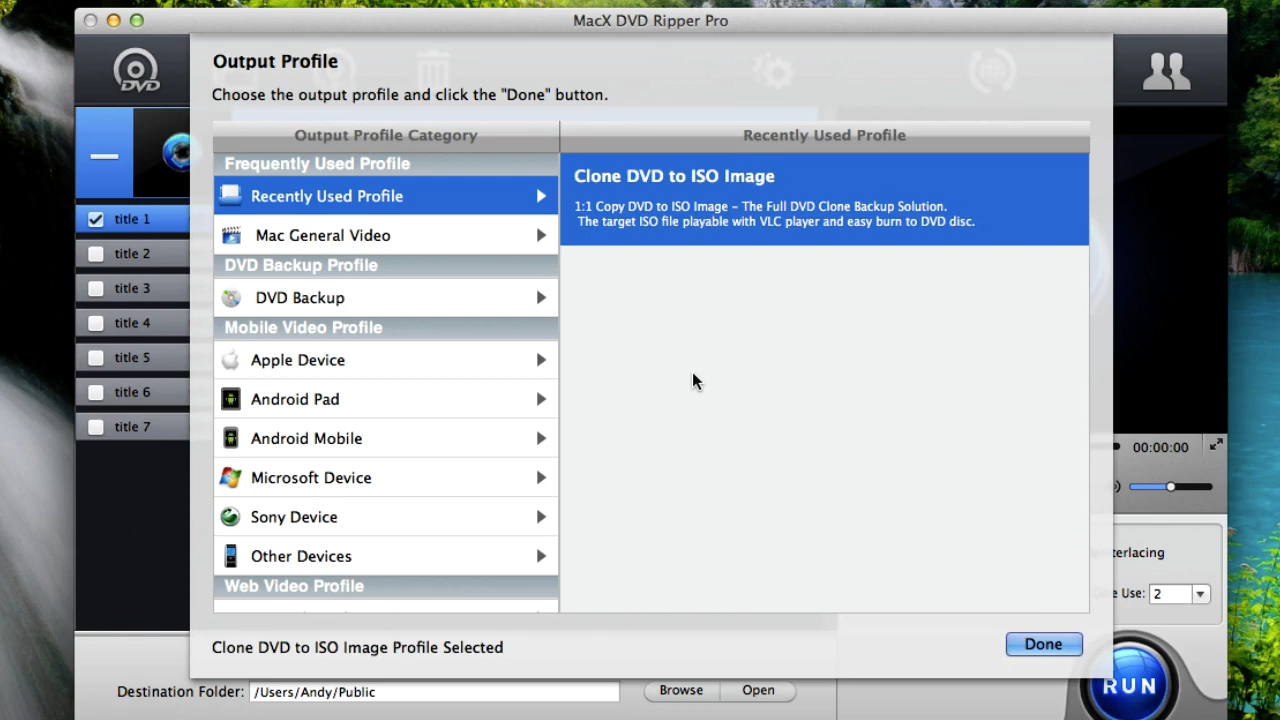 MacX DVD Ripper Pro
DVD
Output Profile
Choose the output profile and click the "Done" button.
Output Profile Category
Recently Used Profile
Frequently Used Profile
Recently Used Profile
Mac General Video
DVD Backup Profile
DVD Backup
Mobile Video Profile
Apple Device
Android Pad
Android Mobile
Microsoft Device
Sony Device
Other Devices
Web Video Profile
Clone DVD to ISO Image
1:1 Copy DVD to ISO Image – The Full DVD Clone Backup Solution.
The target ISO file playable with VLC player and easy burn to DVD disc.
title 1
title 2
title 3
title 4
title 5
title 6
title 7
00:00:00
Use: 2
Clone DVD to ISO Image Profile Selected
Done
Destination Folder: /Users/Andy/Public
Browse
Open
RUN